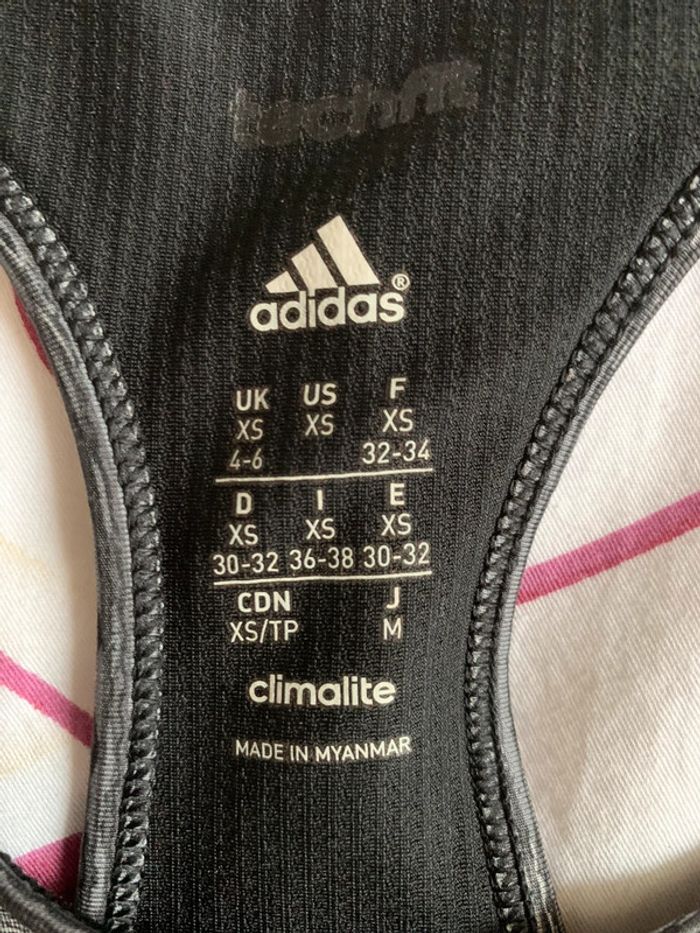 techfit
adidas®
UK US F
XS XS XS
4-6 32-34
D I E
XS XS XS
30-32 36-38 30-32
CDN J
XS/TP M
climalite
MADE IN MYANMAR